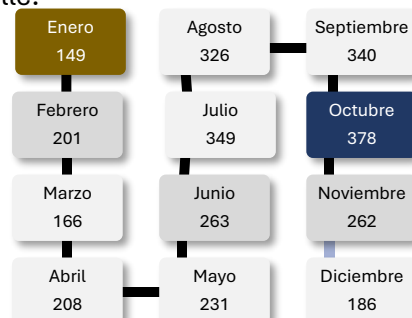 Enero
149
Febrero
201
Marzo
166
Abril
208
Mayo
231
Junio
263
Julio
349
Agosto
326
Septiembre
340
Octubre
378
Noviembre
262
Diciembre
186